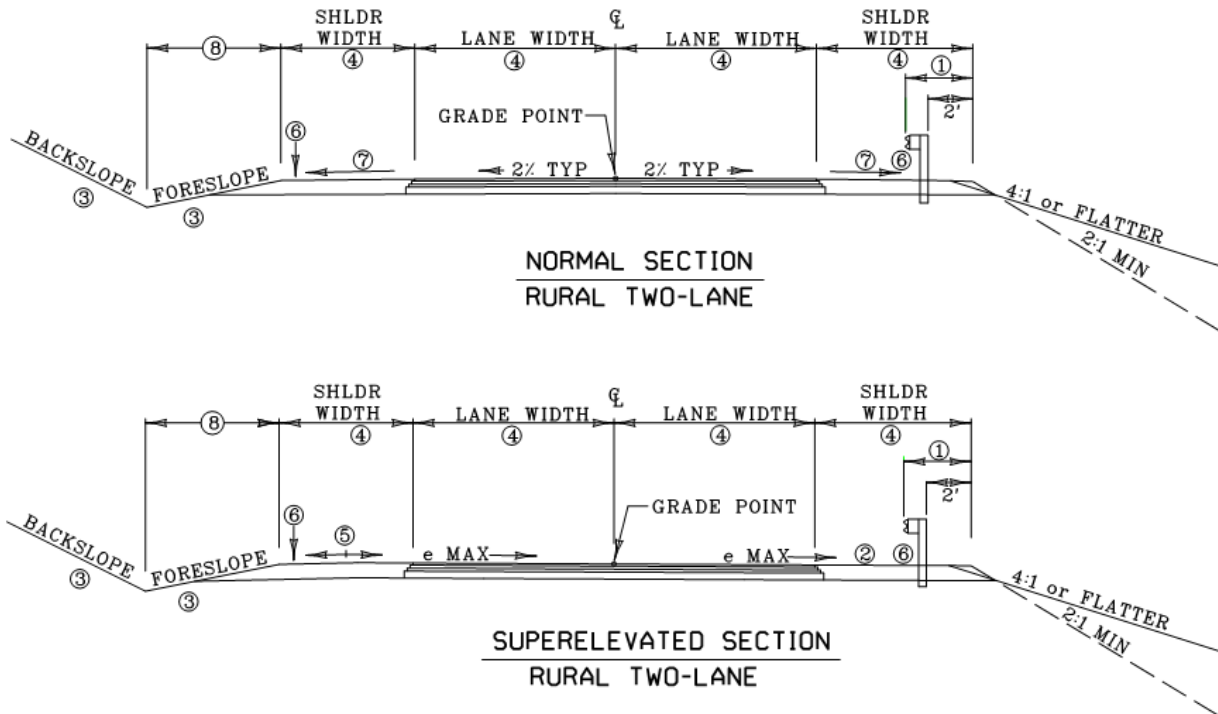 SHLDR WIDTH ④
LANE WIDTH ④
℄
LANE WIDTH ④
SHLDR WIDTH ④
⑧
①
2'
GRADE POINT
⑥
⑦
2% TYP
2% TYP
⑦ ⑥
BACKSLOPE
③
FORESLOPE
③
4:1 or FLATTER
2:1 MIN
NORMAL SECTION
RURAL TWO-LANE
SHLDR WIDTH ④
LANE WIDTH ④
℄
LANE WIDTH ④
SHLDR WIDTH ④
⑧
①
2'
GRADE POINT
⑥
⑤
e MAX
e MAX
② ⑥
BACKSLOPE
③
FORESLOPE
③
4:1 or FLATTER
2:1 MIN
SUPERELEVATED SECTION
RURAL TWO-LANE